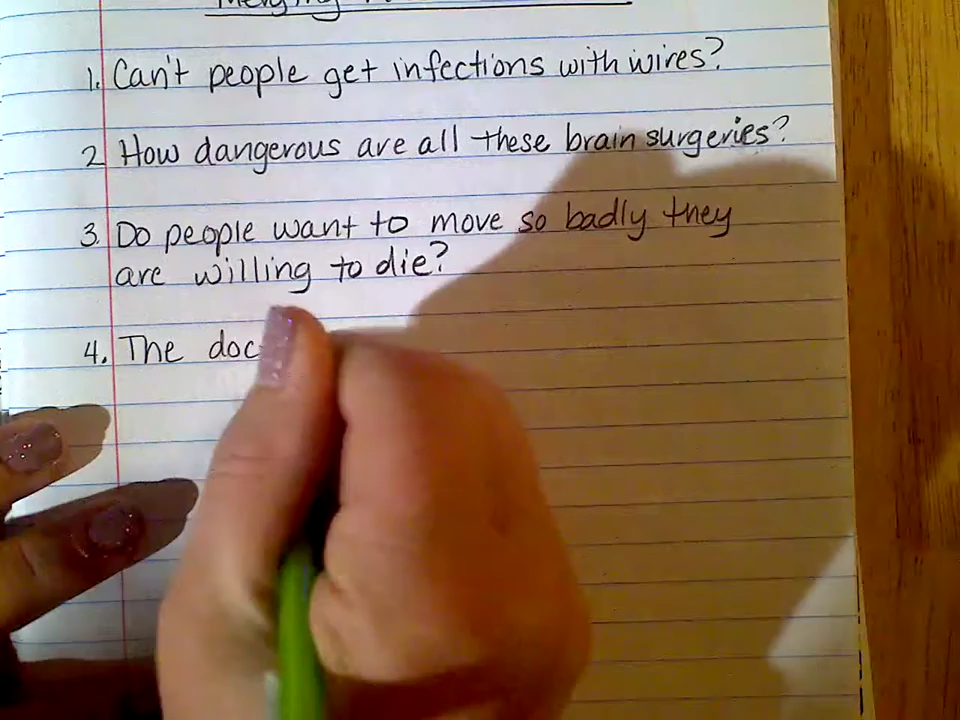 Merging
1. Can't people get infections with wires?
2 How dangerous are all these brain surgeries?
3. Do people want to move so badly they
are willing to die?
4. The doc